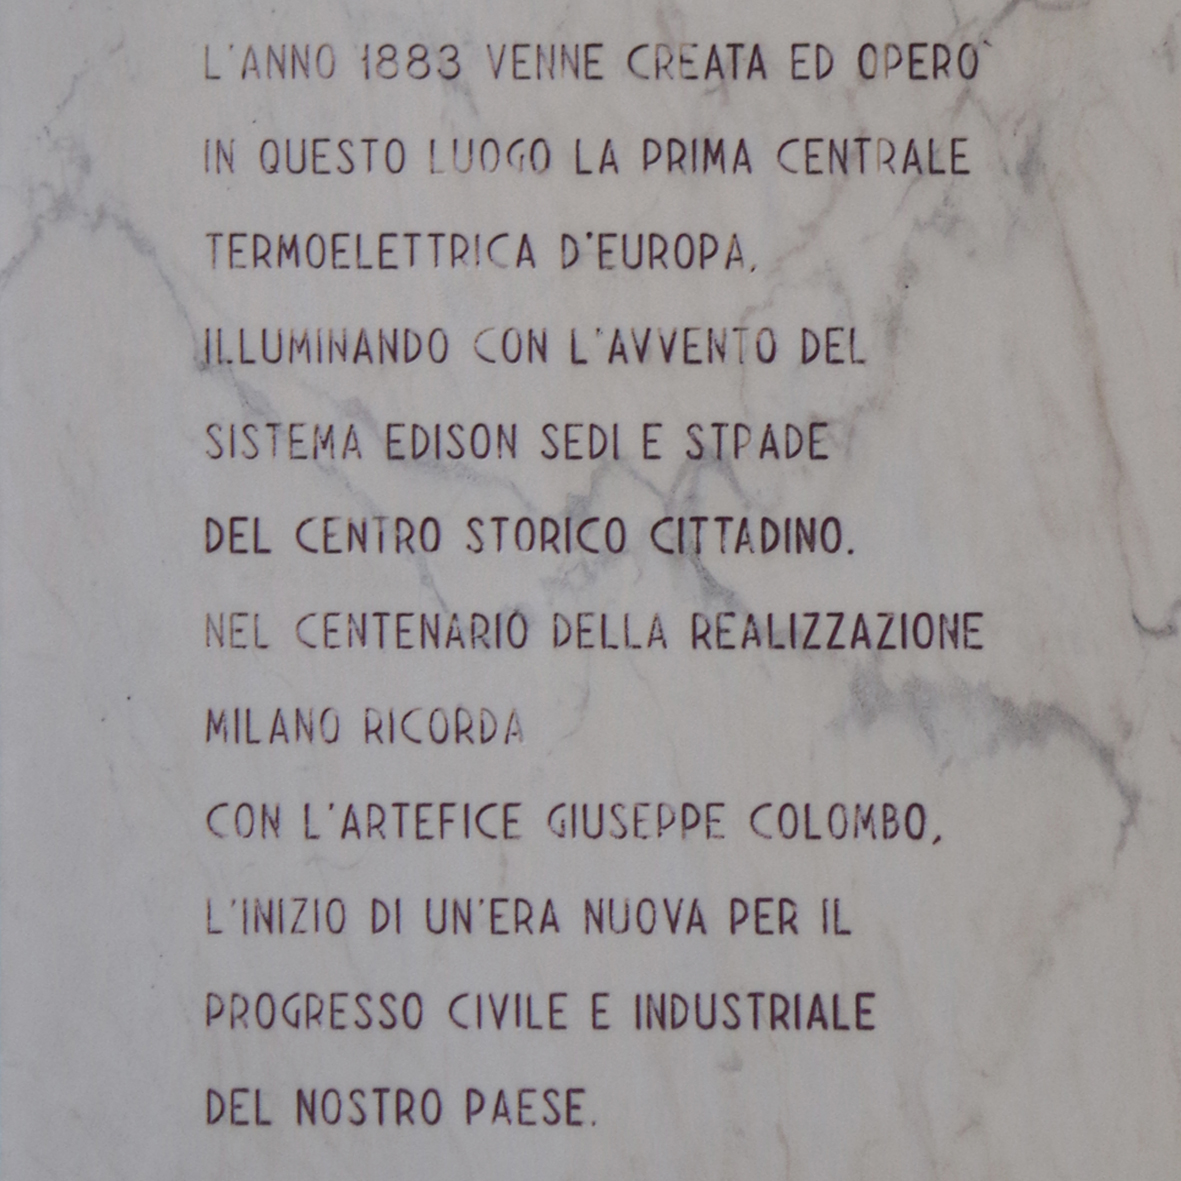 L'ANNO 1883 VENNE CREATA ED OPERO`
IN QUESTO LUOGO LA PRIMA CENTRALE
TERMOELETTRICA D'EUROPA,
ILLUMINANDO CON L'AVVENTO DEL
SISTEMA EDISON SEDI E STPADE
DEL CENTRO STORICO CITTADINO.
NEL CENTENARIO DELLA REALIZZAZIONE
MILANO RICORDA
CON L'ARTEFICE GIUSEPPE COLOMBO,
L'INIZIO DI UN'ERA NUOVA PER IL
PROGRESSO CIVILE E INDUSTRIALE
DEL NOSTRO PAESE.